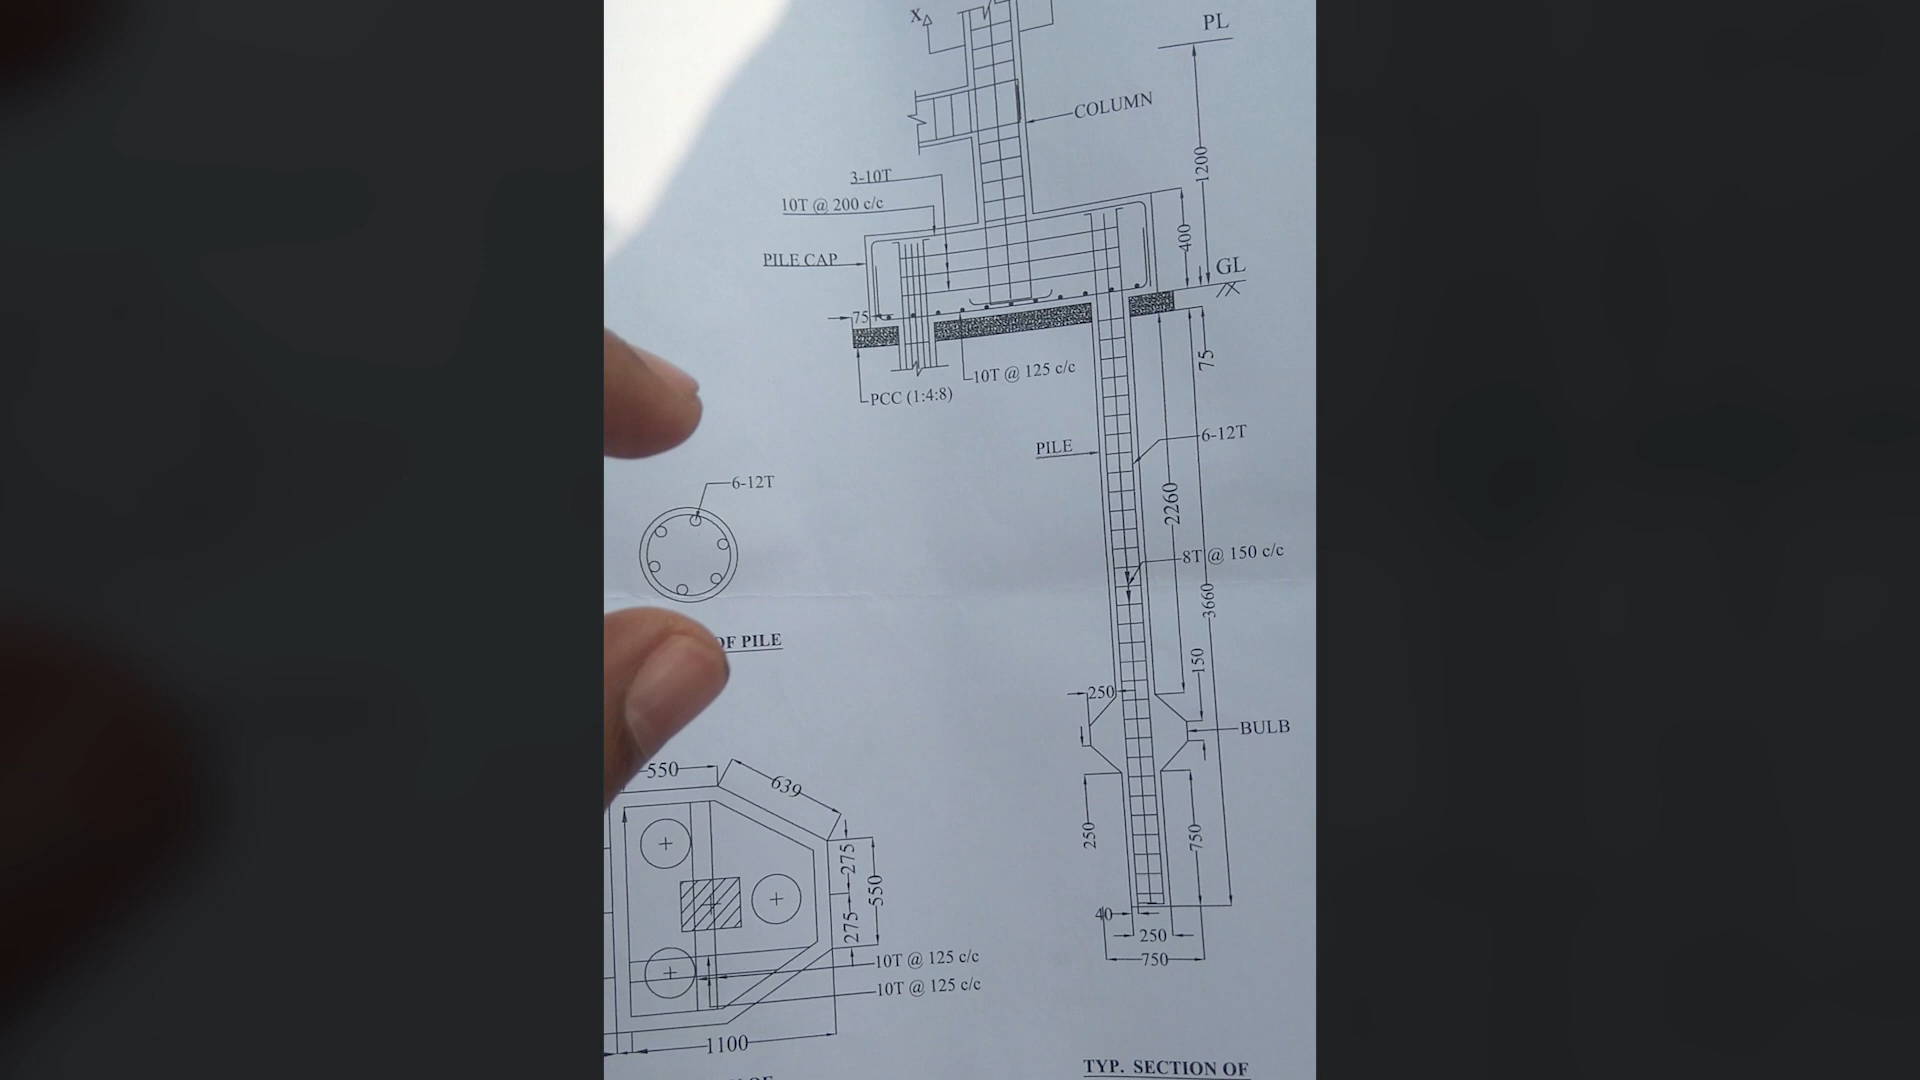 X
PL
COLUMN
1200
3-10T
10T @ 200 c/c
400
PILE CAP
GL
75
75
10T @ 125 c/c
PCC (1:4:8)
6-12T
PILE
6-12T
2260
8T @ 150 c/c
3660
OF PILE
150
250
BULB
550
639
250
750
275
550
275
40
250
750
10T @ 125 c/c
10T @ 125 c/c
1100
TYP. SECTION OF